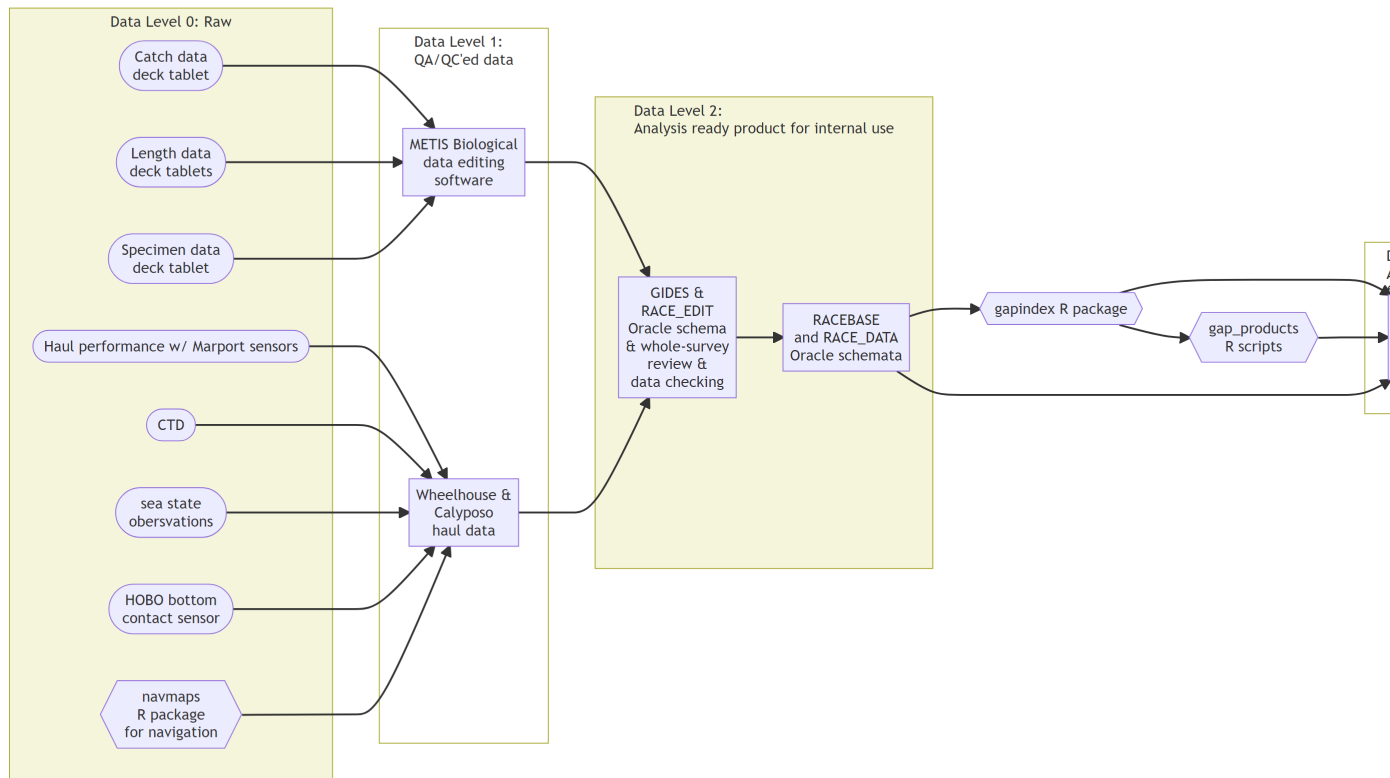 Data Level 0: Raw
Catch data
deck tablet
Length data
deck tablets
Specimen data
deck tablet
Haul performance w/ Marport sensors
CTD
sea state
obersvations
HOBO bottom
contact sensor
navmaps
R package
for navigation
Data Level 1:
QA/QC'ed data
METIS Biological
data editing
software
Wheelhouse &
Calyposo
haul data
Data Level 2:
Analysis ready product for internal use
GIDES &
RACE_EDIT
Oracle schema
& whole-survey
review &
data checking
RACEBASE
and RACE_DATA
Oracle schemata
gapindex R package
gap_products
R scripts